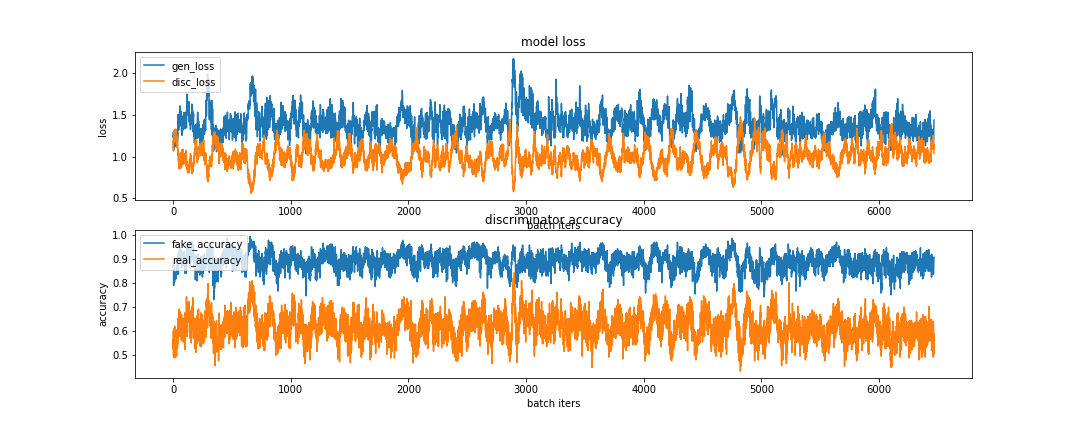 model loss
gen_loss
disc_loss
loss
2.0
1.5
1.0
0.5
0 1000 2000 3000 4000 5000 6000
batch iters
discriminator accuracy
fake_accuracy
real_accuracy
accuracy
1.0
0.9
0.8
0.7
0.6
0.5
0 1000 2000 3000 4000 5000 6000
batch iters